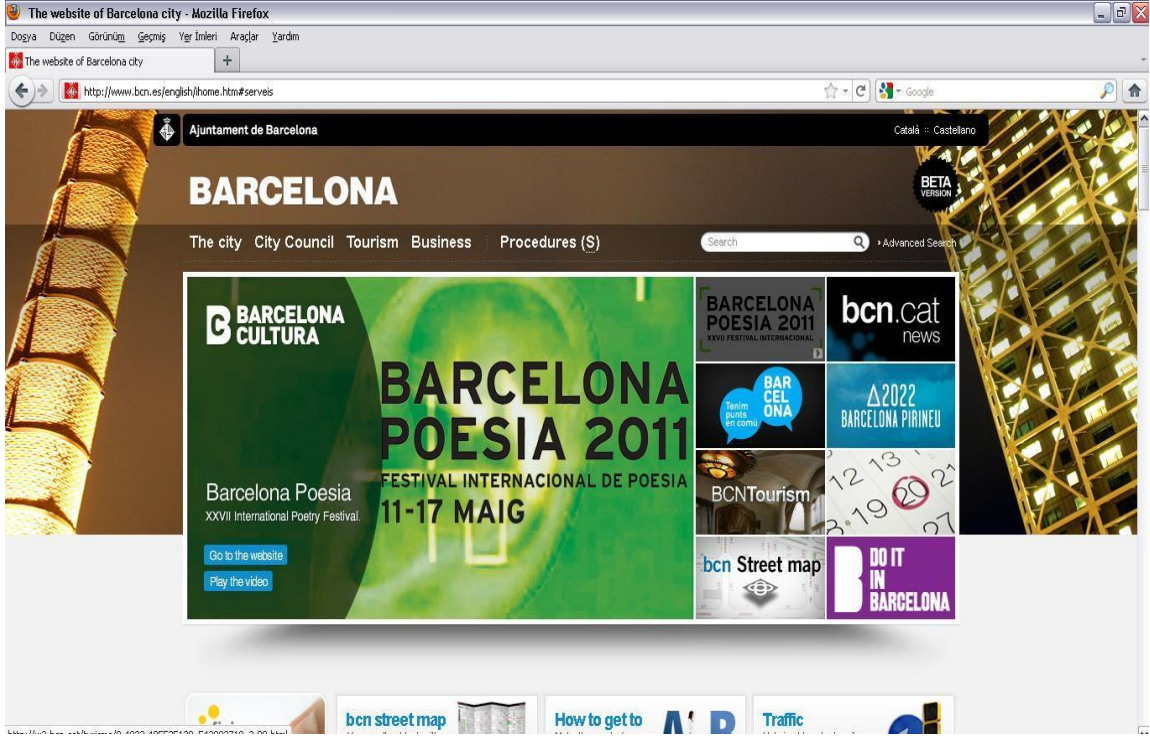 The website of Barcelona city - Mozilla Firefox
Dosya Düzen Görünüm Geçmiş Yer İmleri Araçlar Yardım
The website of Barcelona city
http://www.bcn.es/english/ihome.htm#serveis
Google
Ajuntament de Barcelona
Català :: Castellano
BARCELONA
BETA
VERSION
The city City Council Tourism Business Procedures (S)
Search
Advanced Search
BARCELONA
CULTURA
BARCELONA
POESIA 2011
FESTIVAL INTERNACIONAL DE POESIA
11-17 MAIG
Barcelona Poesia
XXVII International Poetry Festival.
Go to the website
Play the video
BARCELONA
POESIA 2011
XXVII FESTIVAL INTERNACIONAL
bcn.cat
news
Tenim
punts
en comú
BAR
CEL
ONA
Δ2022
BARCELONA PIRINEU
BCNTourism
12 13
19 20 21
27
bcn Street map
DO IT
IN
BARCELONA
bcn street map
How to get to
Traffic